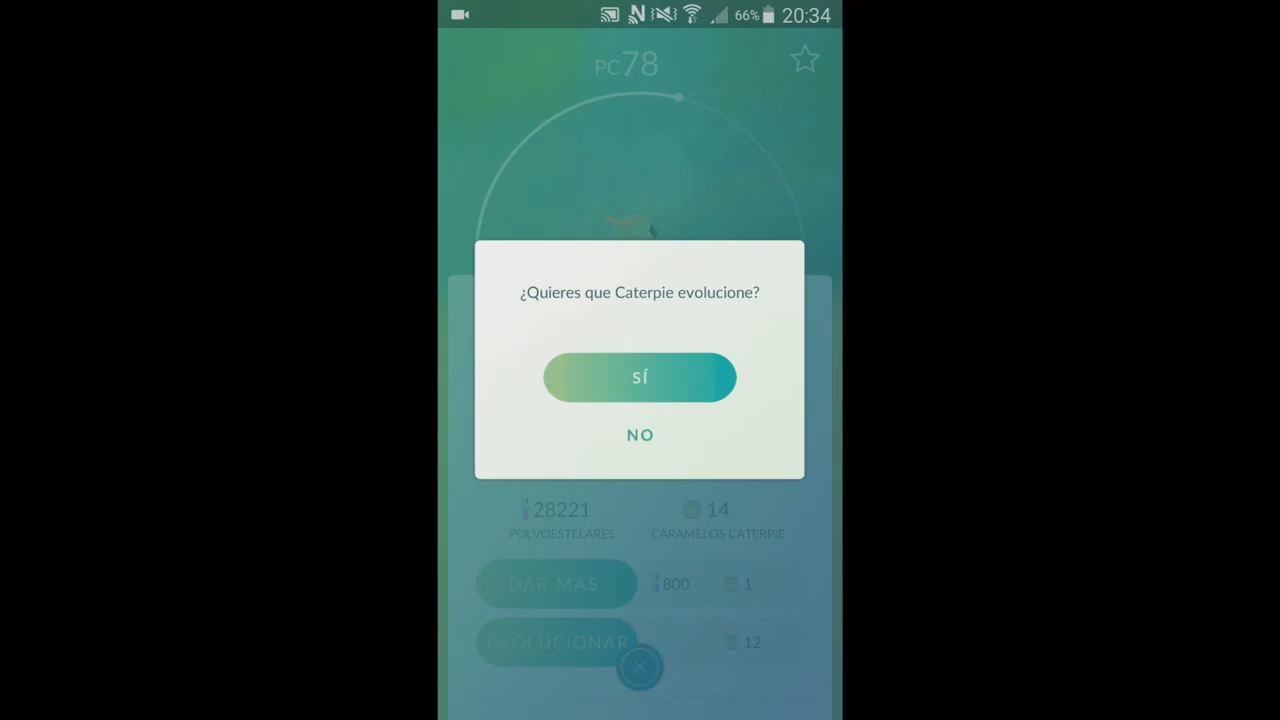 66% 20:34
PC78
¿Quieres que Caterpie evolucione?
SÍ
NO
28221 14
POLVOESTELARES CARAMELOS CATERPIE
DAR MÁS 800 1
EVOLUCIONAR 12